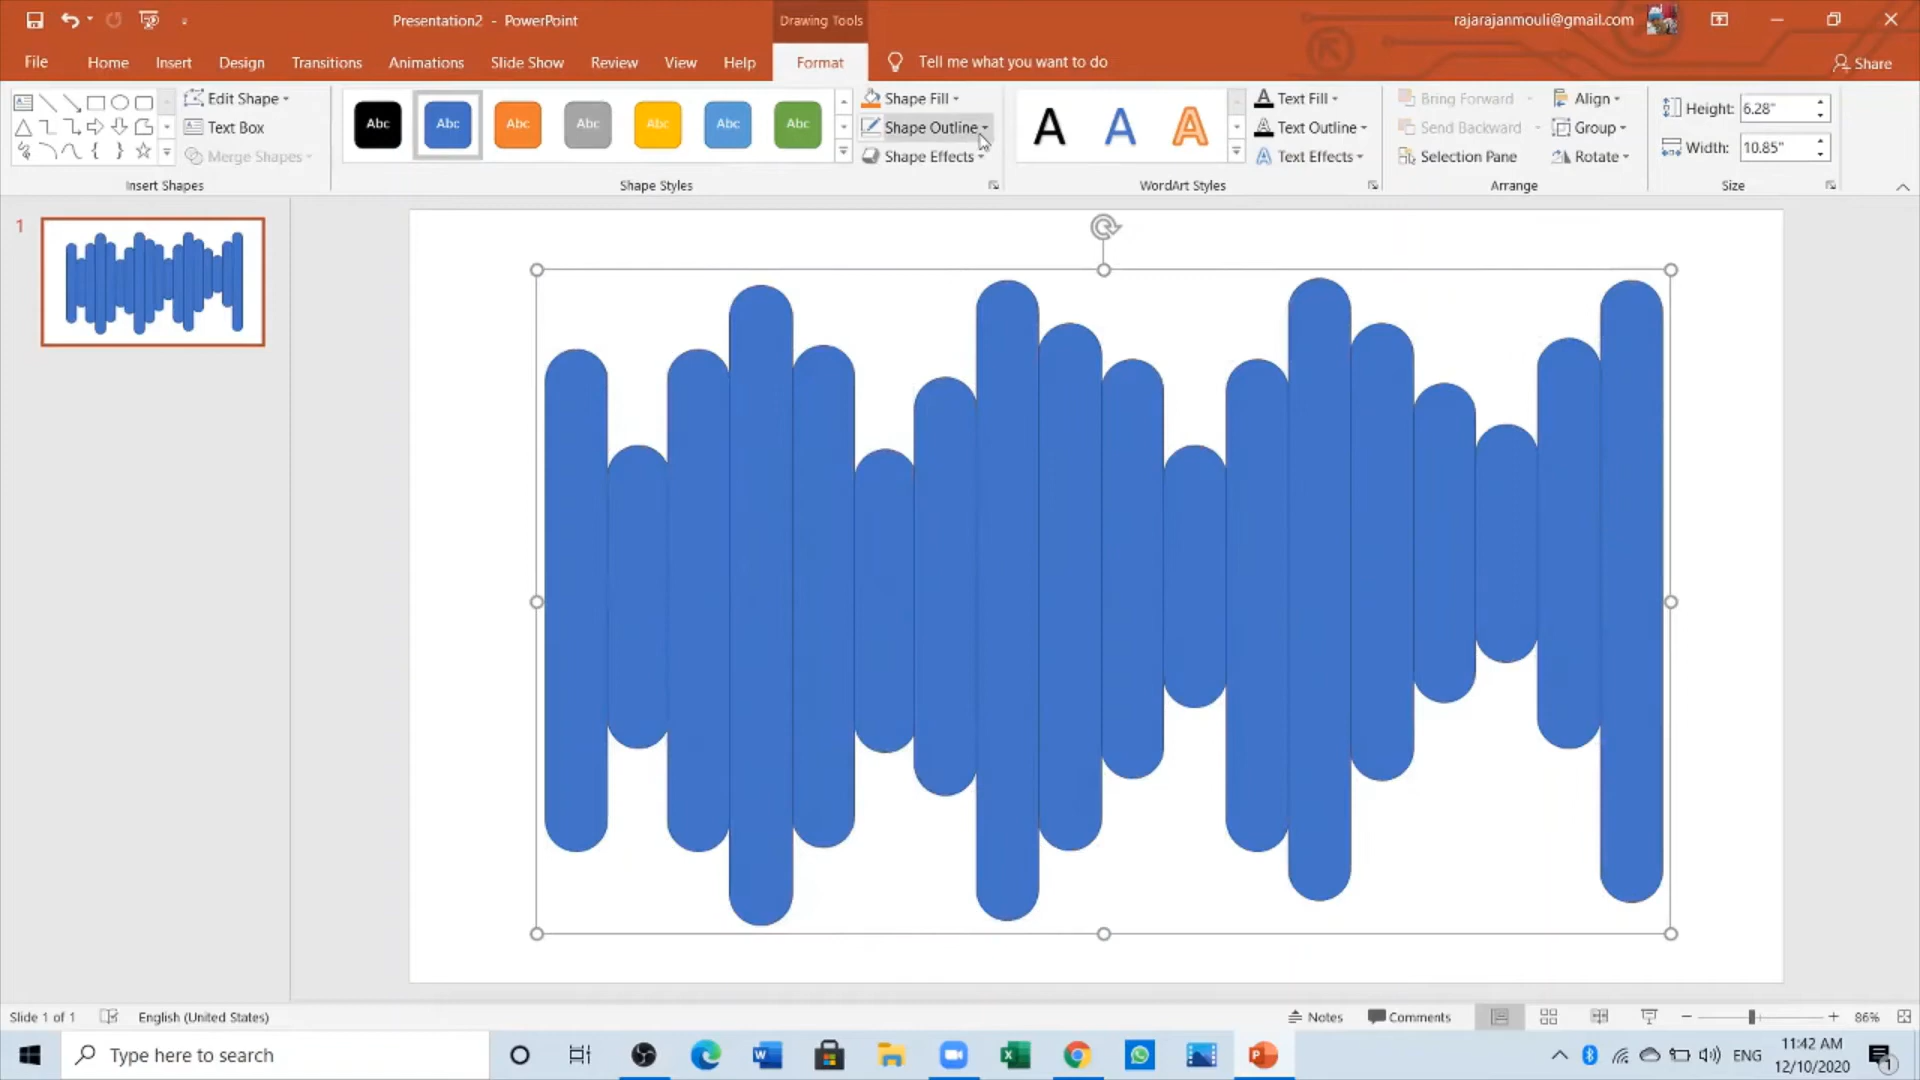 Presentation2 - PowerPoint
Drawing Tools
rajarajanmouli@gmail.com
File Home Insert Design Transitions Animations Slide Show Review View Help Format Tell me what you want to do
Share
Edit Shape
Text Box
Merge Shapes
Insert Shapes
Abc Abc Abc Abc Abc Abc Abc
Shape Styles
Shape Fill
Shape Outline
Shape Effects
A A A
WordArt Styles
Text Fill
Text Outline
Text Effects
Bring Forward
Send Backward
Selection Pane
Align
Group
Rotate
Arrange
Height: 6.28"
Width: 10.85"
Size
1
Slide 1 of 1 English (United States)
Notes Comments 86%
Type here to search
ENG
11:42 AM
12/10/2020
1